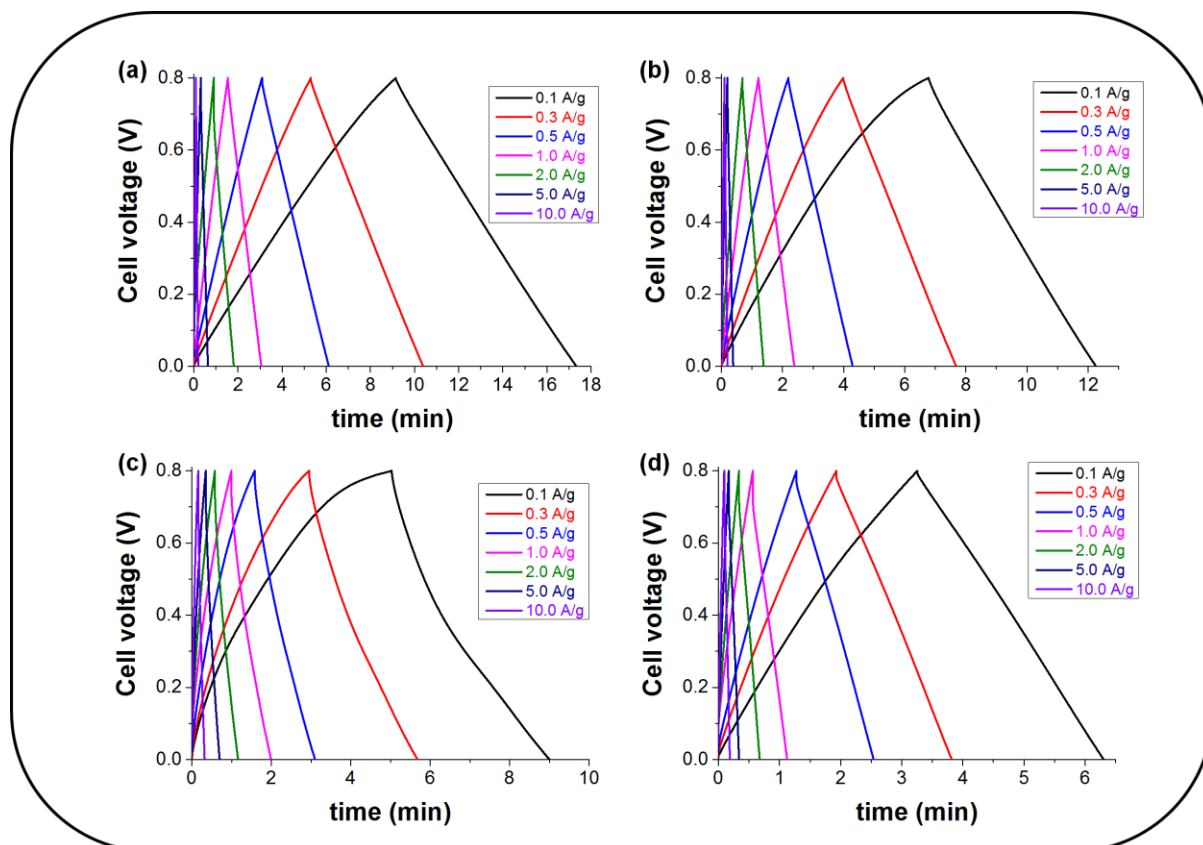 (a)
Cell voltage (V)
0.8
0.6
0.4
0.2
0.0
0.1 A/g
0.3 A/g
0.5 A/g
1.0 A/g
2.0 A/g
5.0 A/g
10.0 A/g
0 2 4 6 8 10 12 14 16 18
time (min)
(b)
Cell voltage (V)
0.8
0.6
0.4
0.2
0.0
0.1 A/g
0.3 A/g
0.5 A/g
1.0 A/g
2.0 A/g
5.0 A/g
10.0 A/g
0 2 4 6 8 10 12
time (min)
(c)
Cell voltage (V)
0.8
0.6
0.4
0.2
0.0
0.1 A/g
0.3 A/g
0.5 A/g
1.0 A/g
2.0 A/g
5.0 A/g
10.0 A/g
0 2 4 6 8 10
time (min)
(d)
Cell voltage (V)
0.8
0.6
0.4
0.2
0.0
0.1 A/g
0.3 A/g
0.5 A/g
1.0 A/g
2.0 A/g
5.0 A/g
10.0 A/g
0 1 2 3 4 5 6
time (min)